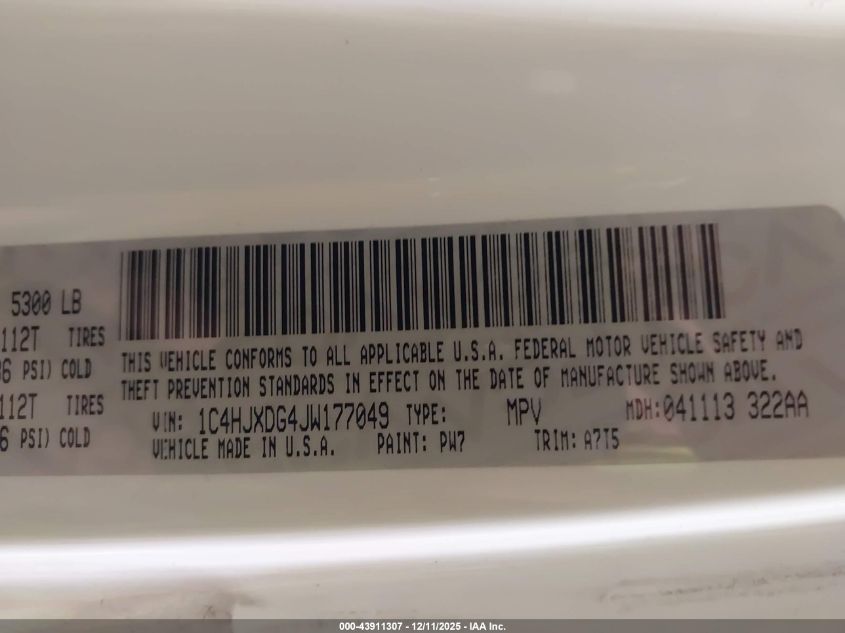 5300 LB
112T TIRES
36 PSI) COLD
112T TIRES
6 PSI) COLD
THIS VEHICLE CONFORMS TO ALL APPLICABLE U.S.A. FEDERAL MOTOR VEHICLE SAFETY AND
THEFT PREVENTION STANDARDS IN EFFECT ON THE DATE OF MANUFACTURE SHOWN ABOVE.
VIN: 1C4HJXDG4JW177049 TYPE: MPV MDH:041113 322AA
VEHICLE MADE IN U.S.A. PAINT: PW7 TRIM: A7T5
000-43911307 - 12/11/2025 - IAA Inc.